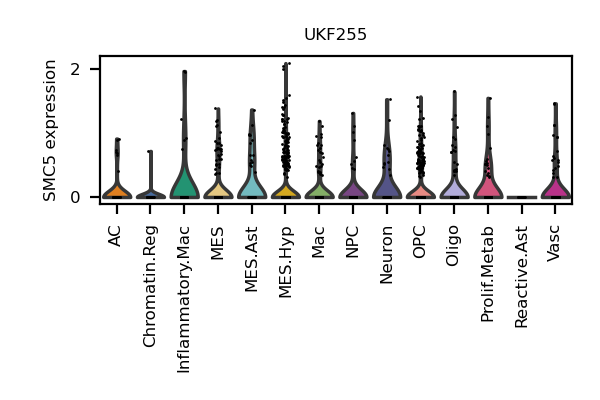 UKF255
SMC5 expression
2
0
AC
Chromatin.Reg
Inflammatory.Mac
MES
MES.Ast
MES.Hyp
Mac
NPC
Neuron
OPC
Oligo
Prolif.Metab
Reactive.Ast
Vasc